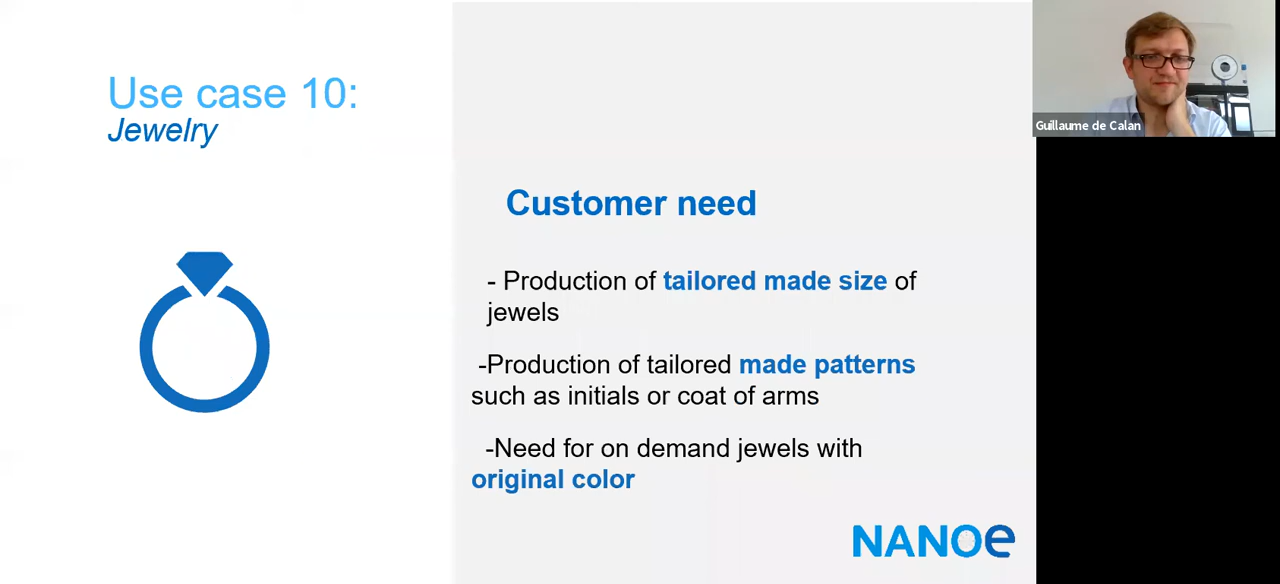 Use case 10:
Jewelry
Customer need
- Production of tailored made size of
jewels
-Production of tailored made patterns
such as initials or coat of arms
-Need for on demand jewels with
original color
NANOe
Guillaume de Calan